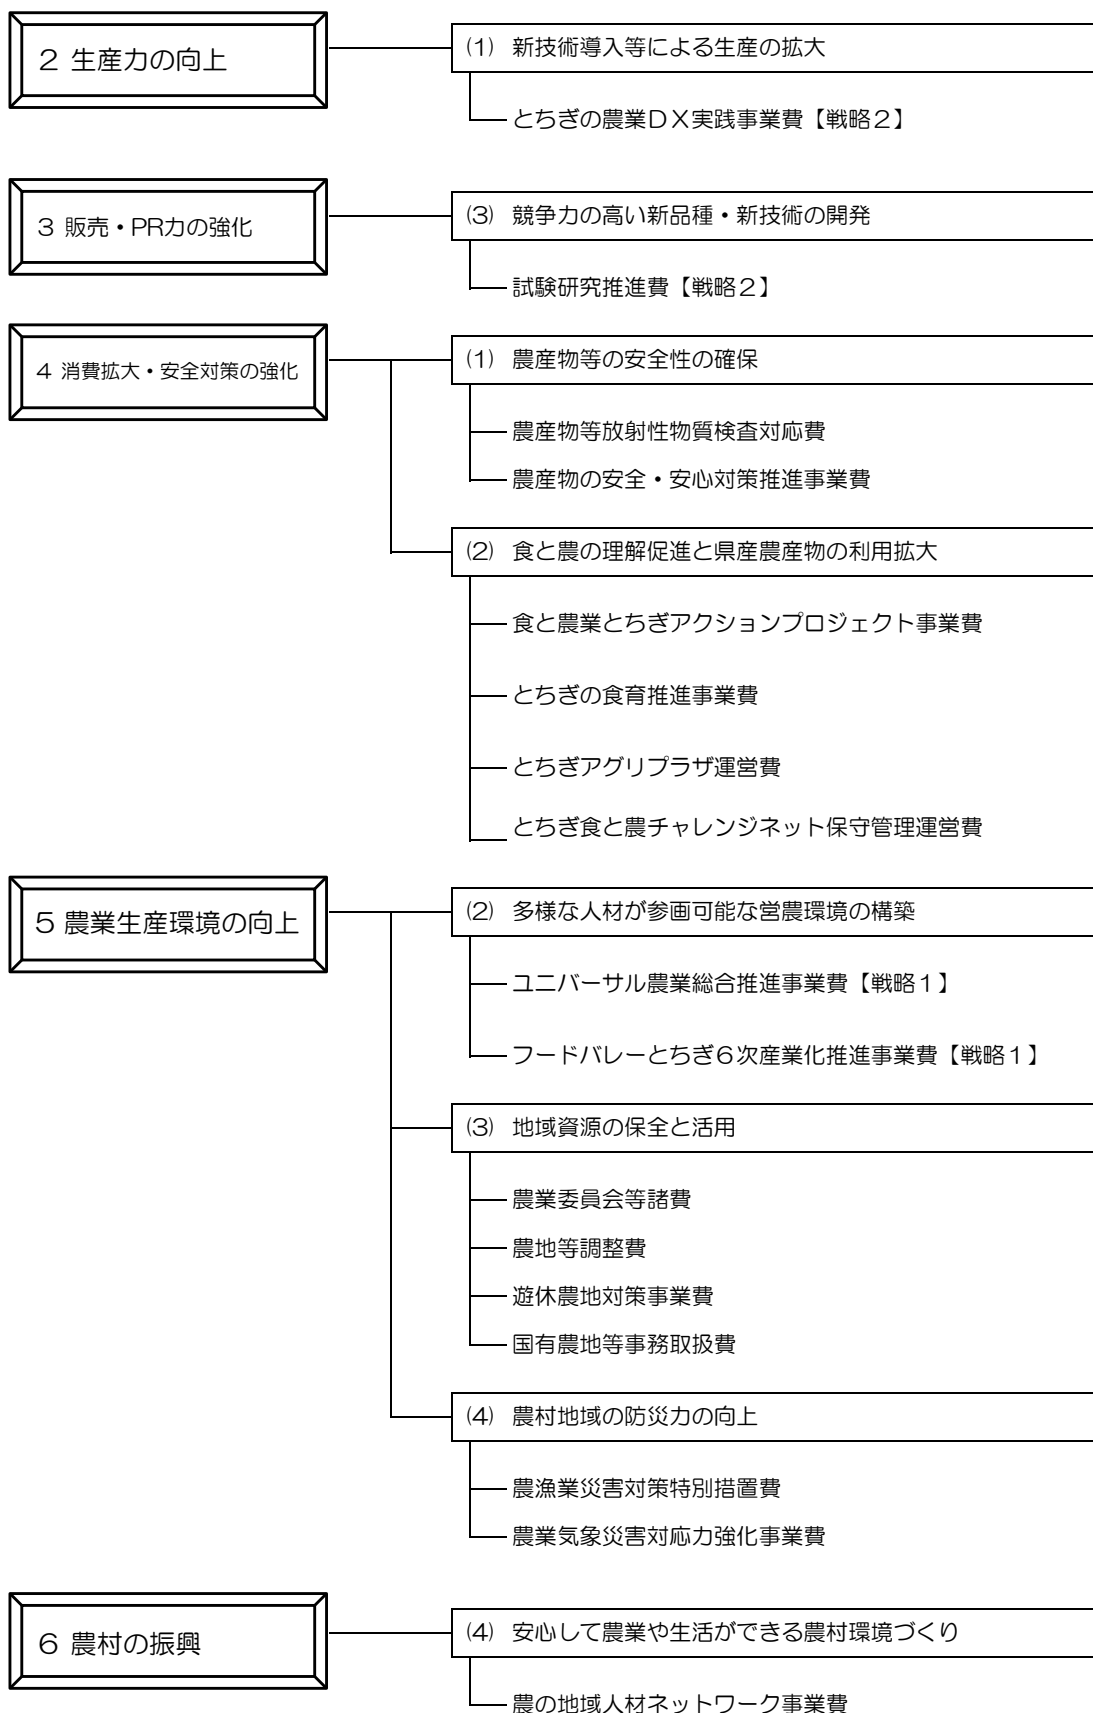 2 生産力の向上
(1) 新技術導入等による生産の拡大
とちぎの農業DX実践事業費【戦略2】
3 販売・PR力の強化
(3) 競争力の高い新品種・新技術の開発
試験研究推進費【戦略2】
4 消費拡大・安全対策の強化
(1) 農産物等の安全性の確保
農産物等放射性物質検査対応費
農産物の安全・安心対策推進事業費
(2) 食と農の理解促進と県産農産物の利用拡大
食と農業とちぎアクションプロジェクト事業費
とちぎの食育推進事業費
とちぎアグリプラザ運営費
とちぎ食と農チャレンジネット保守管理運営費
5 農業生産環境の向上
(2) 多様な人材が参画可能な営農環境の構築
ユニバーサル農業総合推進事業費【戦略1】
フードバレーとちぎ6次産業化推進事業費【戦略1】
(3) 地域資源の保全と活用
農業委員会等諸費
農地等調整費
遊休農地対策事業費
国有農地等事務取扱費
(4) 農村地域の防災力の向上
農漁業災害対策特別措置費
農業気象災害対応力強化事業費
6 農村の振興
(4) 安心して農業や生活ができる農村環境づくり
農の地域人材ネットワーク事業費